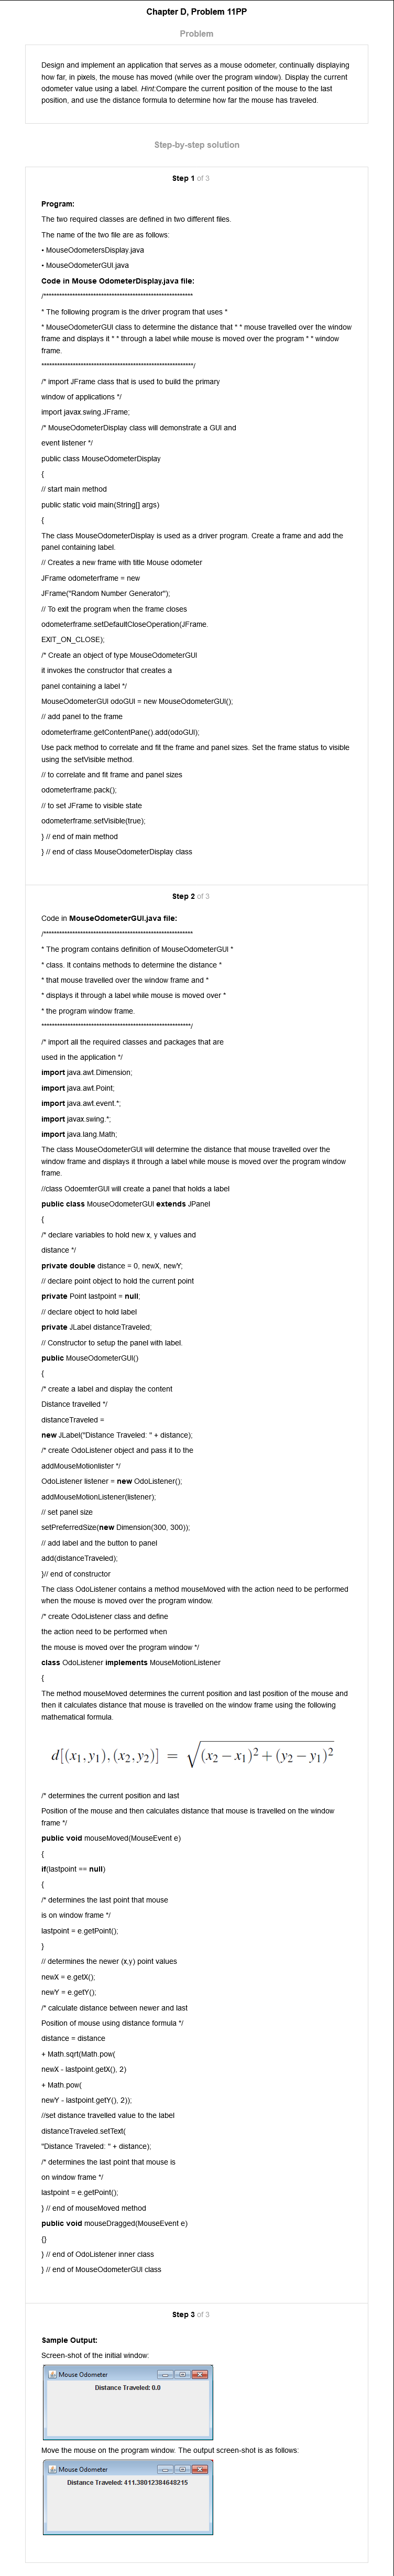 Chapter D, Problem 11PP
Problem
Design and implement an application that serves as a mouse odometer, continually displaying
how far, in pixels, the mouse has moved (while over the program window). Display the current
odometer value using a label. Hint:Compare the current position of the mouse to the last
position, and use the distance formula to determine how far the mouse has traveled.
Step-by-step solution
Step 1 of 3
Program:
The two required classes are defined in two different files.
The name of the two file are as follows:
• MouseOdometersDisplay.java
• MouseOdometerGUI.java
Code in Mouse OdometerDisplay.java file:
/**********************************************************
* The following program is the driver program that uses *
* MouseOdometerGUI class to determine the distance that * * mouse travelled over the window
frame and displays it * * through a label while mouse is moved over the program * * window
frame.
**********************************************************/
/* import JFrame class that is used to build the primary
window of applications */
import javax.swing.JFrame;
/* MouseOdometerDisplay class will demonstrate a GUI and
event listener */
public class MouseOdometerDisplay
{
// start main method
public static void main(String[] args)
{
The class MouseOdometerDisplay is used as a driver program. Create a frame and add the
panel containing label.
// Creates a new frame with title Mouse odometer
JFrame odometerframe = new
JFrame("Random Number Generator");
// To exit the program when the frame closes
odometerframe.setDefaultCloseOperation(JFrame.
EXIT_ON_CLOSE);
/* Create an object of type MouseOdometerGUI
it invokes the constructor that creates a
panel containing a label */
MouseOdometerGUI odoGUI = new MouseOdometerGUI();
// add panel to the frame
odometerframe.getContentPane().add(odoGUI);
Use pack method to correlate and fit the frame and panel sizes. Set the frame status to visible
using the setVisible method.
// to correlate and fit frame and panel sizes
odometerframe.pack();
// to set JFrame to visible state
odometerframe.setVisible(true);
} // end of main method
} // end of class MouseOdometerDisplay class
Step 2 of 3
Code in MouseOdometerGUI.java file:
/**********************************************************
* The program contains definition of MouseOdometerGUI *
* class. It contains methods to determine the distance *
* that mouse travelled over the window frame and *
* displays it through a label while mouse is moved over *
* the program window frame.
*********************************************************/
/* import all the required classes and packages that are
used in the application */
import java.awt.Dimension;
import java.awt.Point;
import java.awt.event.*;
import javax.swing.*;
import java.lang.Math;
The class MouseOdometerGUI will determine the distance that mouse travelled over the
window frame and displays it through a label while mouse is moved over the program window
frame.
//class OdoemterGUI will create a panel that holds a label
public class MouseOdometerGUI extends JPanel
{
/* declare variables to hold new x, y values and
distance */
private double distance = 0, newX, newY;
// declare point object to hold the current point
private Point lastpoint = null;
// declare object to hold label
private JLabel distanceTraveled;
// Constructor to setup the panel with label.
public MouseOdometerGUI()
{
/* create a label and display the content
Distance travelled */
distanceTraveled =
new JLabel("Distance Traveled: " + distance);
/* create OdoListener object and pass it to the
addMouseMotionlister */
OdoListener listener = new OdoListener();
addMouseMotionListener(listener);
// set panel size
setPreferredSize(new Dimension(300, 300));
// add label and the button to panel
add(distanceTraveled);
}// end of constructor
The class OdoListener contains a method mouseMoved with the action need to be performed
when the mouse is moved over the program window.
/* create OdoListener class and define
the action need to be performed when
the mouse is moved over the program window */
class OdoListener implements MouseMotionListener
{
The method mouseMoved determines the current position and last position of the mouse and
then it calculates distance that mouse is travelled on the window frame using the following
mathematical formula.
d[(x₁,y₁),(x₂,y₂)] = √(x₂−x₁)²+(y₂−y₁)²
/* determines the current position and last
Position of the mouse and then calculates distance that mouse is travelled on the window
frame */
public void mouseMoved(MouseEvent e)
{
if(lastpoint == null)
{
/* determines the last point that mouse
is on window frame */
lastpoint = e.getPoint();
}
// determines the newer (x,y) point values
newX = e.getX();
newY = e.getY();
/* calculate distance between newer and last
Position of mouse using distance formula */
distance = distance
+ Math.sqrt(Math.pow(
newX - lastpoint.getX(), 2)
+ Math.pow(
newY - lastpoint.getY(), 2));
//set distance travelled value to the label
distanceTraveled.setText(
"Distance Traveled: " + distance);
/* determines the last point that mouse is
on window frame */
lastpoint = e.getPoint();
} // end of mouseMoved method
public void mouseDragged(MouseEvent e)
{}
} // end of OdoListener inner class
} // end of MouseOdometerGUI class
Step 3 of 3
Sample Output:
Screen-shot of the initial window:
Mouse Odometer
Distance Traveled: 0.0
Move the mouse on the program window. The output screen-shot is as follows:
Mouse Odometer
Distance Traveled: 411.38012384648215